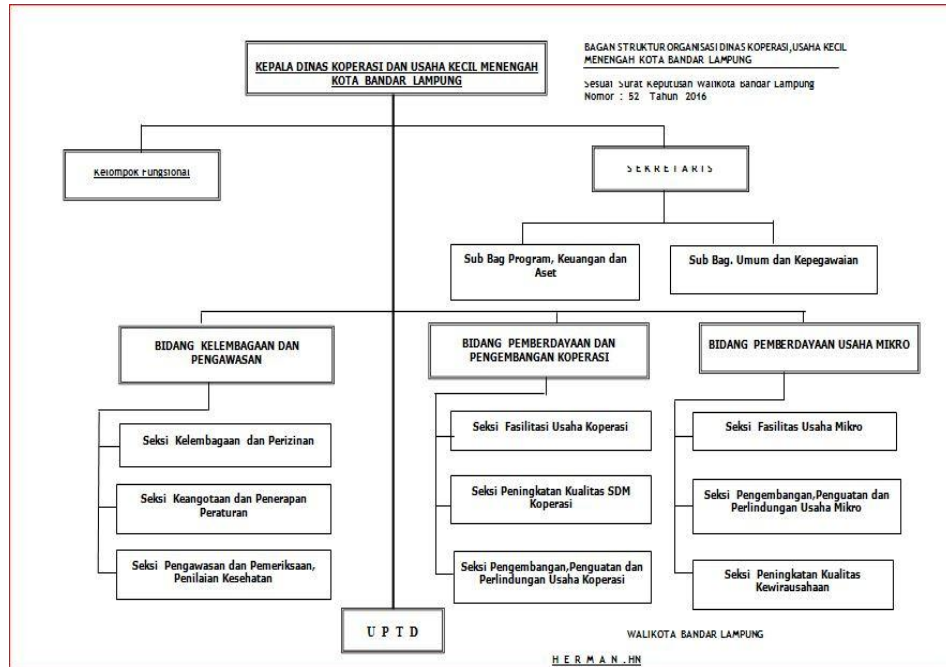 BAGAN STRUKTUR ORGANISASI DINAS KOPERASI,USAHA KECIL
MENENGAH KOTA BANDAR LAMPUNG
Sesuai Surat Keputusan Walikota Bandar Lampung
Nomor : 52 Tahun 2016
KEPALA DINAS KOPERASI DAN USAHA KECIL MENENGAH
KOTA BANDAR LAMPUNG
Kelompok Fungsional
S E K R E T A R I S
Sub Bag Program, Keuangan dan
Aset
Sub Bag. Umum dan Kepegawaian
BIDANG KELEMBAGAAN DAN
PENGAWASAN
BIDANG PEMBERDAYAAN DAN
PENGEMBANGAN KOPERASI
BIDANG PEMBERDAYAAN USAHA MIKRO
Seksi Kelembagaan dan Perizinan
Seksi Keangotaan dan Penerapan
Peraturan
Seksi Pengawasan dan Pemeriksaan,
Penilaian Kesehatan
Seksi Fasilitasi Usaha Koperasi
Seksi Peningkatan Kualitas SDM
Koperasi
Seksi Pengembangan,Penguatan dan
Perlindungan Usaha Koperasi
Seksi Fasilitas Usaha Mikro
Seksi Pengembangan,Penguatan dan
Perlindungan Usaha Mikro
Seksi Peningkatan Kualitas
Kewirausahaan
U P T D
WALIKOTA BANDAR LAMPUNG
H E R M A N .HN